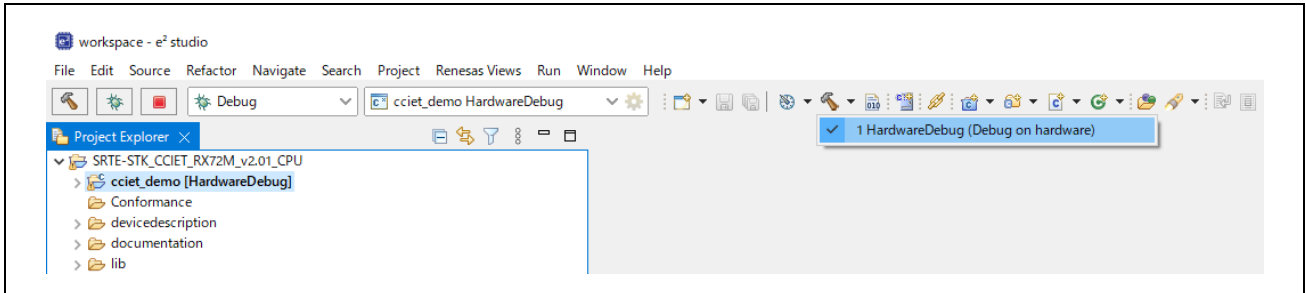 workspace - e² studio
File Edit Source Refactor Navigate Search Project Renesas Views Run Window Help
Debug cciet_demo HardwareDebug
Project Explorer
1 HardwareDebug (Debug on hardware)
SRTE-STK_CCIET_RX72M_v2.01_CPU
cciet_demo [HardwareDebug]
Conformance
devicedescription
documentation
lib